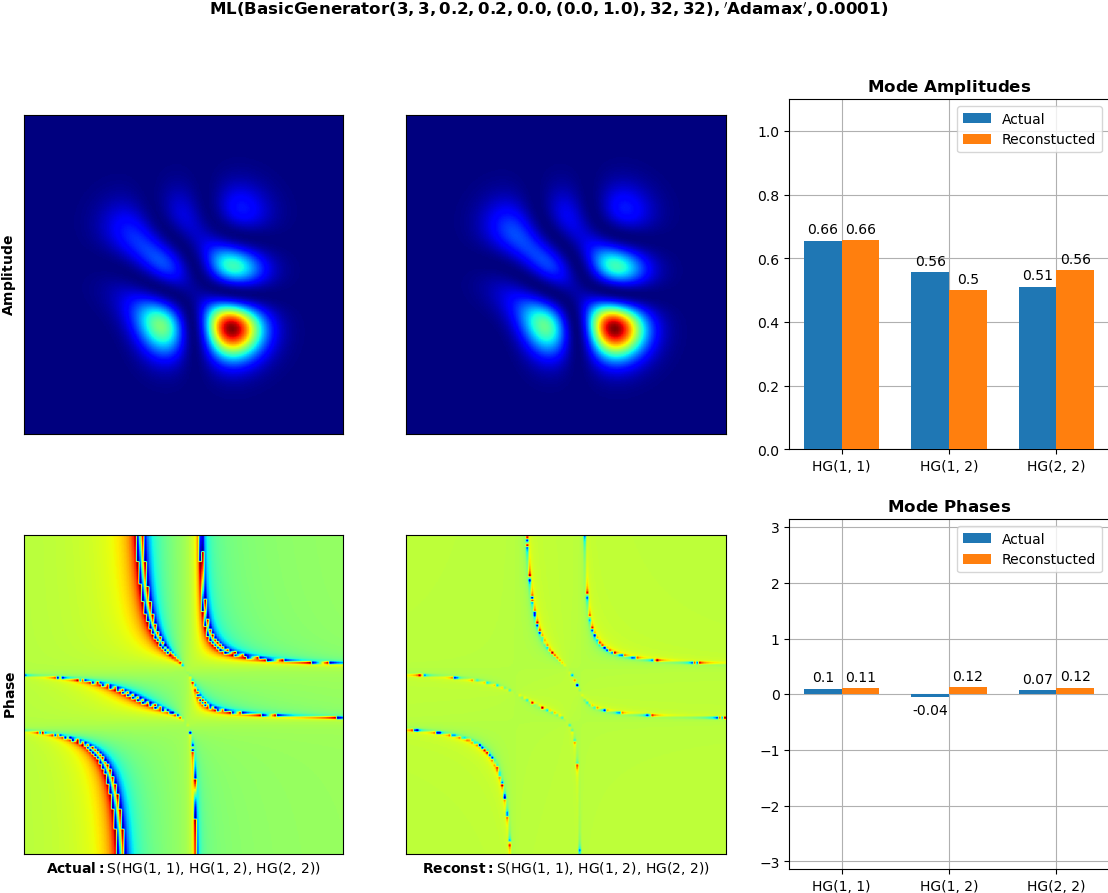 ML(BasicGenerator(3, 3, 0.2, 0.2, 0.0, (0.0, 1.0), 32, 32), 'Adamax', 0.0001)
Amplitude
Mode Amplitudes
Actual
Reconstucted
1.0
0.8
0.6
0.4
0.2
0.0
0.66 0.66
0.56 0.5
0.51 0.56
HG(1, 1) HG(1, 2) HG(2, 2)
Phase
Actual: S(HG(1, 1), HG(1, 2), HG(2, 2))
Reconst: S(HG(1, 1), HG(1, 2), HG(2, 2))
Mode Phases
Actual
Reconstucted
3
2
1
0
−1
−2
−3
0.1 0.11
-0.04 0.12
0.07 0.12
HG(1, 1) HG(1, 2) HG(2, 2)